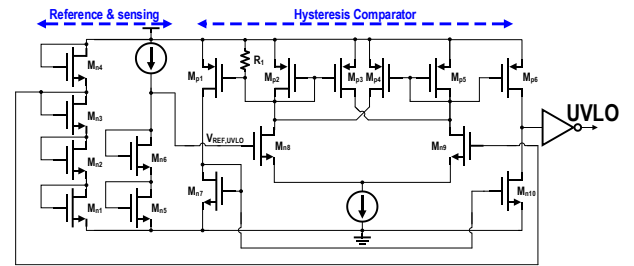 Reference & sensing
Hysteresis Comparator
Mn4
Mn3
Mn2
Mn1
Mn6
Mn5
Mp1
R1
Mp2
Mp3
Mp4
Mp5
Mp6
VREF,UVLO
Mn8
Mn9
Mn7
Mn10
UVLO